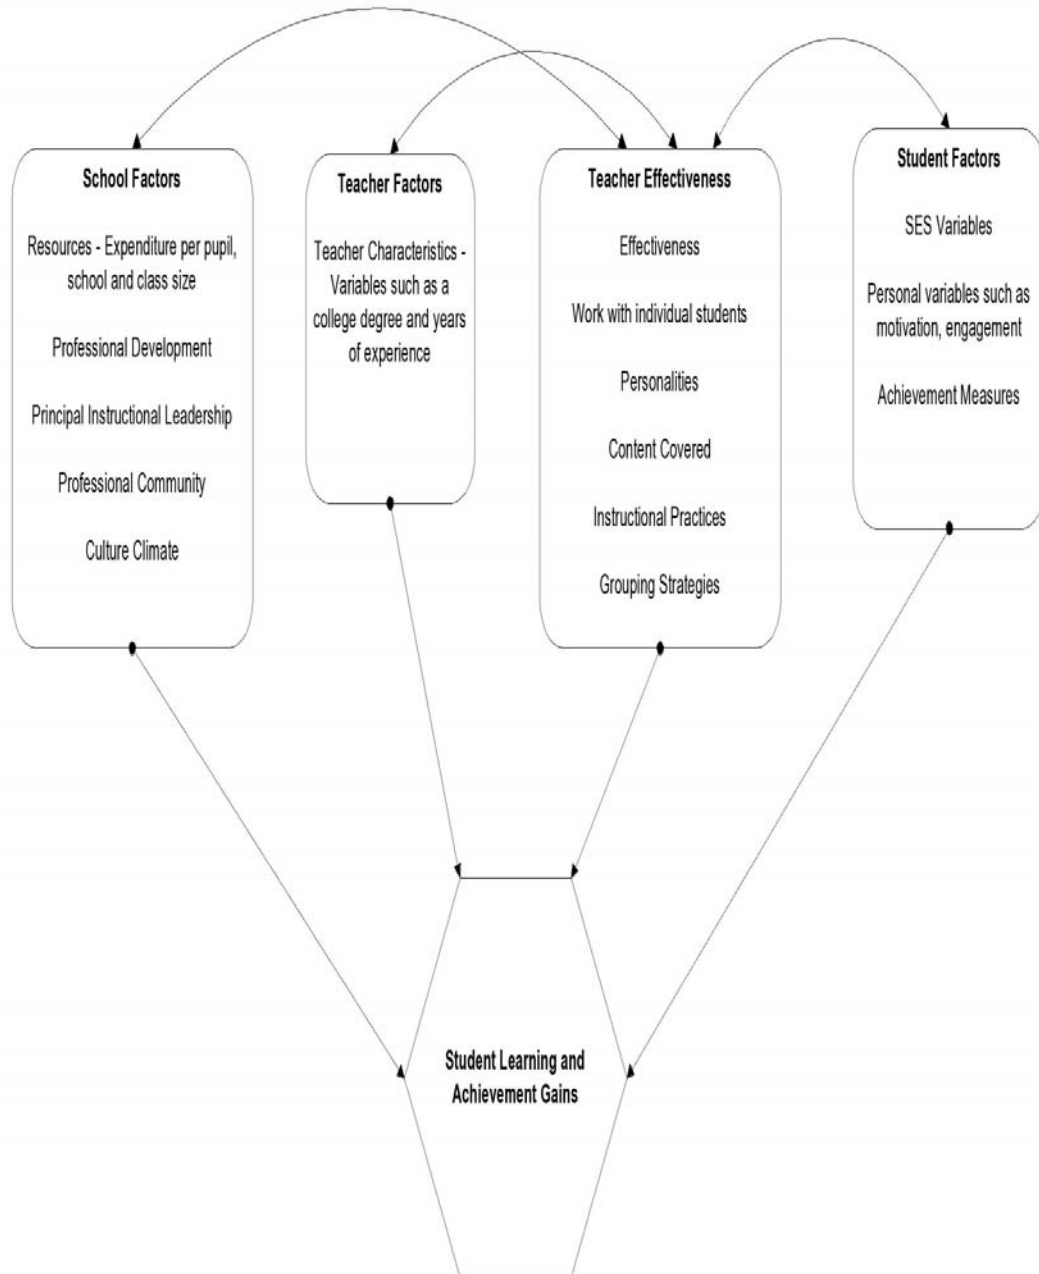 School Factors
Resources - Expenditure per pupil,
school and class size
Professional Development
Principal Instructional Leadership
Professional Community
Culture Climate
Teacher Factors
Teacher Characteristics -
Variables such as a
college degree and years
of experience
Teacher Effectiveness
Effectiveness
Work with individual students
Personalities
Content Covered
Instructional Practices
Grouping Strategies
Student Factors
SES Variables
Personal variables such as
motivation, engagement
Achievement Measures
Student Learning and
Achievement Gains